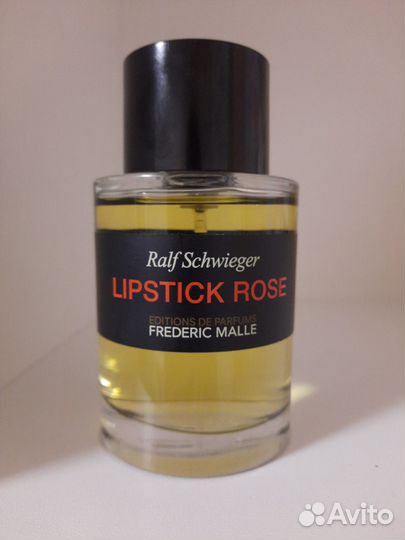 Ralf Schwieger
LIPSTICK ROSE
EDITIONS DE PARFUMS
FREDERIC MALLE
Avito